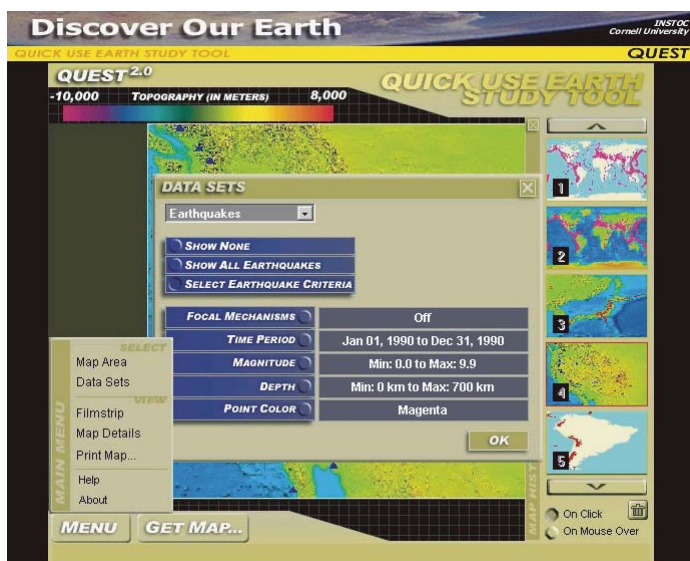 Discover Our Earth
INSTOC
Cornell University
QUICK USE EARTH STUDY TOOL
QUEST
QUEST 2.0
QUICK USE EARTH
STUDY TOOL
-10,000 TOPOGRAPHY (IN METERS) 8,000
DATA SETS
Earthquakes
SHOW NONE
SHOW ALL EARTHQUAKES
SELECT EARTHQUAKE CRITERIA
FOCAL MECHANISMS Off
TIME PERIOD Jan 01, 1990 to Dec 31, 1990
MAGNITUDE Min: 0.0 to Max: 9.9
DEPTH Min: 0 km to Max: 700 km
POINT COLOR Magenta
OK
MAIN MENU
SELECT
Map Area
Data Sets
VIEW
Filmstrip
Map Details
Print Map...
Help
About
MENU
GET MAP...
1
2
3
4
5
MAP HIST
On Click
On Mouse Over